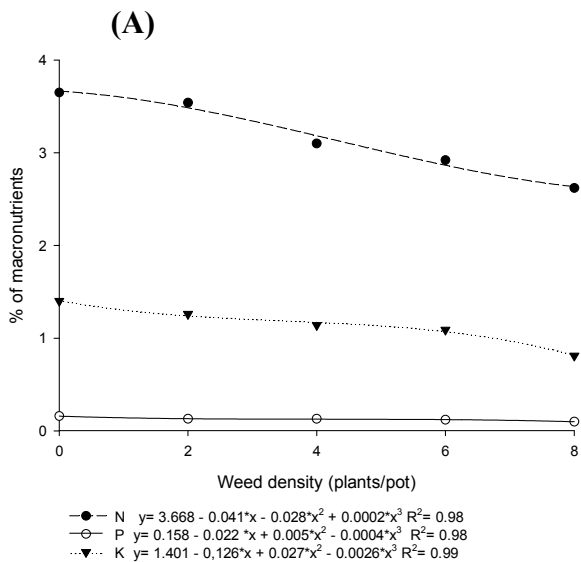 (A)
4
3
2
1
0
% of macronutrients
0 2 4 6 8
Weed density (plants/pot)
N y= 3.668 - 0.041*x - 0.028*x² + 0.0002*x³ R²= 0.98
P y= 0.158 - 0.022 *x + 0.005*x² - 0.0004*x³ R²= 0.98
K y= 1.401 - 0,126*x + 0.027*x² - 0.0026*x³ R²= 0.99